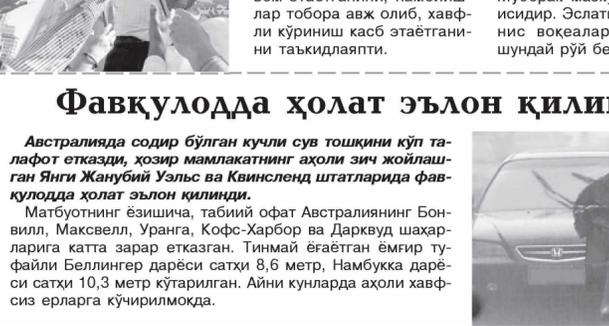 лар тобора авж олиб, хавф-
ли кўриниш касб этаётгани-
ни таъкидлаяпти.
исидир. Эслат
нис воқеалар
шундай рўй бе
Фавқулодда ҳолат эълон қилин
Австралияда содир бўлган кучли сув тошқини кўп та-
лафот етказди, ҳозир мамлакатнинг аҳоли зич жойлаш-
ган Янги Жанубий Уэльс ва Квинсленд штатларида фав-
қулодда ҳолат эълон қилинди.
Матбуотнинг ёзишича, табиий офат Австралиянинг Бон-
вилл, Максвелл, Уранга, Кофс-Харбор ва Дарквуд шаҳар-
ларига катта зарар етказган. Тинмай ёғаётган ёмғир ту-
файли Беллингер дарёси сатҳи 8,6 метр, Намбукка дарё-
си сатҳи 10,3 метр кўтарилган. Айни кунларда аҳоли хавф-
сиз ерларга кўчирилмоқда.